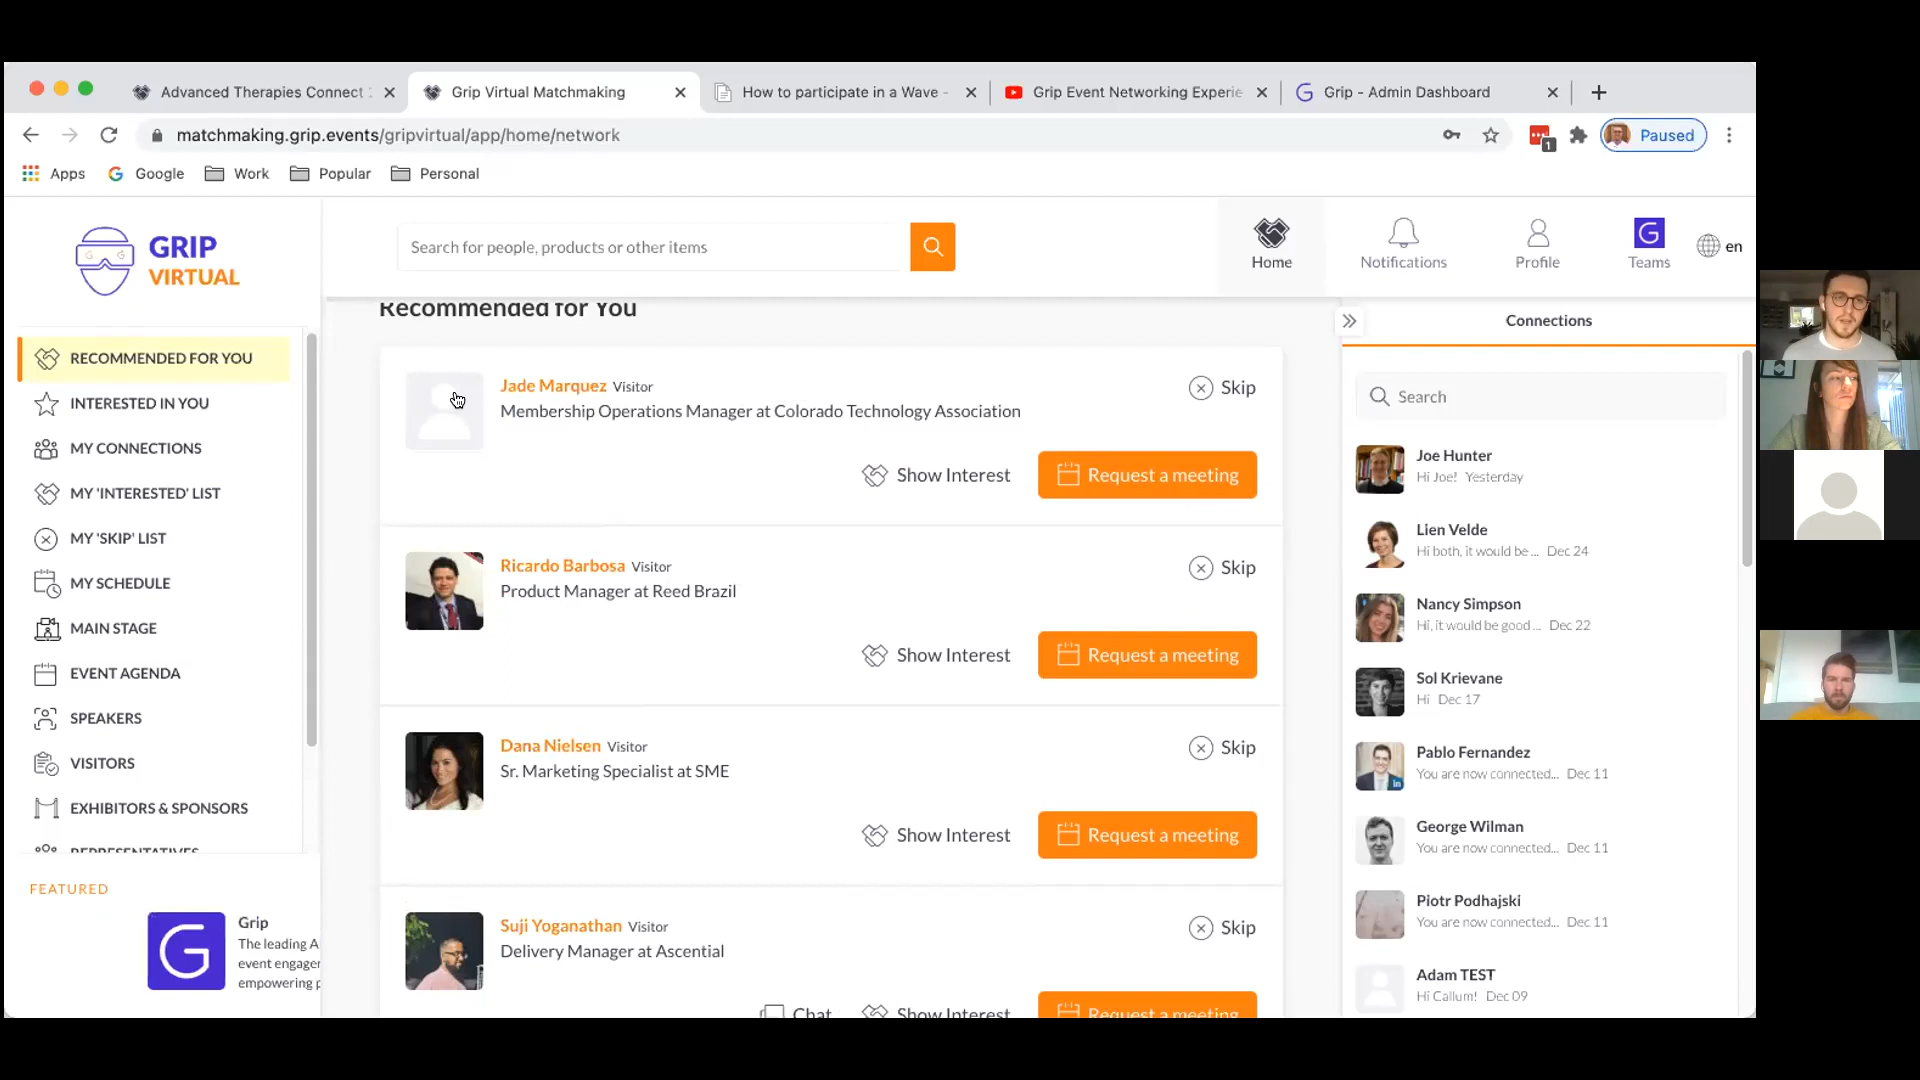 Advanced Therapies Connect
Grip Virtual Matchmaking
How to participate in a Wave -
Grip Event Networking Experie
Grip - Admin Dashboard
matchmaking.grip.events/gripvirtual/app/home/network
1
Paused
Apps
Google
Work
Popular
Personal
GRIP
VIRTUAL
Search for people, products or other items
Home
Notifications
Profile
Teams
en
RECOMMENDED FOR YOU
INTERESTED IN YOU
MY CONNECTIONS
MY 'INTERESTED' LIST
MY 'SKIP' LIST
MY SCHEDULE
MAIN STAGE
EVENT AGENDA
SPEAKERS
VISITORS
EXHIBITORS & SPONSORS
REPRESENTATIVES
FEATURED
Grip
The leading A
event engager
empowering p
Recommended for You
Jade Marquez Visitor
Skip
Membership Operations Manager at Colorado Technology Association
Show Interest
Request a meeting
Ricardo Barbosa Visitor
Skip
Product Manager at Reed Brazil
Show Interest
Request a meeting
Dana Nielsen Visitor
Skip
Sr. Marketing Specialist at SME
Show Interest
Request a meeting
Suji Yoganathan Visitor
Skip
Delivery Manager at Ascential
Chat
Show Interest
Request a meeting
Connections
Search
Joe Hunter
Hi Joe! Yesterday
Lien Velde
Hi both, it would be ... Dec 24
Nancy Simpson
Hi, it would be good ... Dec 22
Sol Krievane
Hi Dec 17
Pablo Fernandez
You are now connected... Dec 11
George Wilman
You are now connected... Dec 11
Piotr Podhajski
You are now connected... Dec 11
Adam TEST
Hi Callum! Dec 09